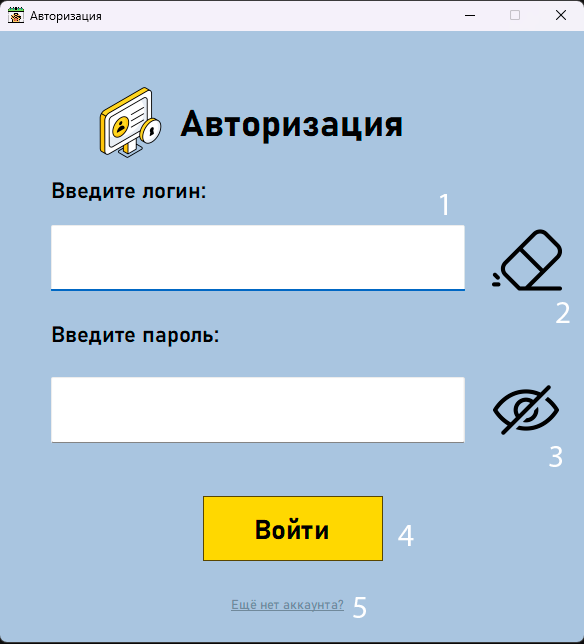 Авторизация
Авторизация
Введите логин:
1
2
Введите пароль:
3
Войти
4
Ещё нет аккаунта?
5